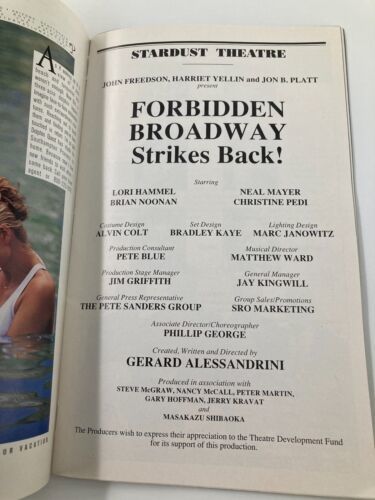 STARDUST THEATRE
JOHN FREEDSON, HARRIET YELLIN and JON B. PLATT
present
FORBIDDEN
BROADWAY
Strikes Back!
Starring
LORI HAMMEL NEAL MAYER
BRIAN NOONAN CHRISTINE PEDI
Costume Design Set Design Lighting Design
ALVIN COLT BRADLEY KAYE MARC JANOWITZ
Production Consultant Musical Director
PETE BLUE MATTHEW WARD
Production Stage Manager General Manager
JIM GRIFFITH JAY KINGWILL
General Press Representative Group Sales/Promotions
THE PETE SANDERS GROUP SRO MARKETING
Associate Director/Choreographer
PHILLIP GEORGE
Created, Written and Directed by
GERARD ALESSANDRINI
Produced in association with
STEVE McGRAW, NANCY McCALL, PETER MARTIN,
GARY HOFFMAN, JERRY KRAVAT
and
MASAKAZU SHIBAOKA
The Producers wish to express their appreciation to the Theatre Development Fund
for its support of this production.
OR VACATION